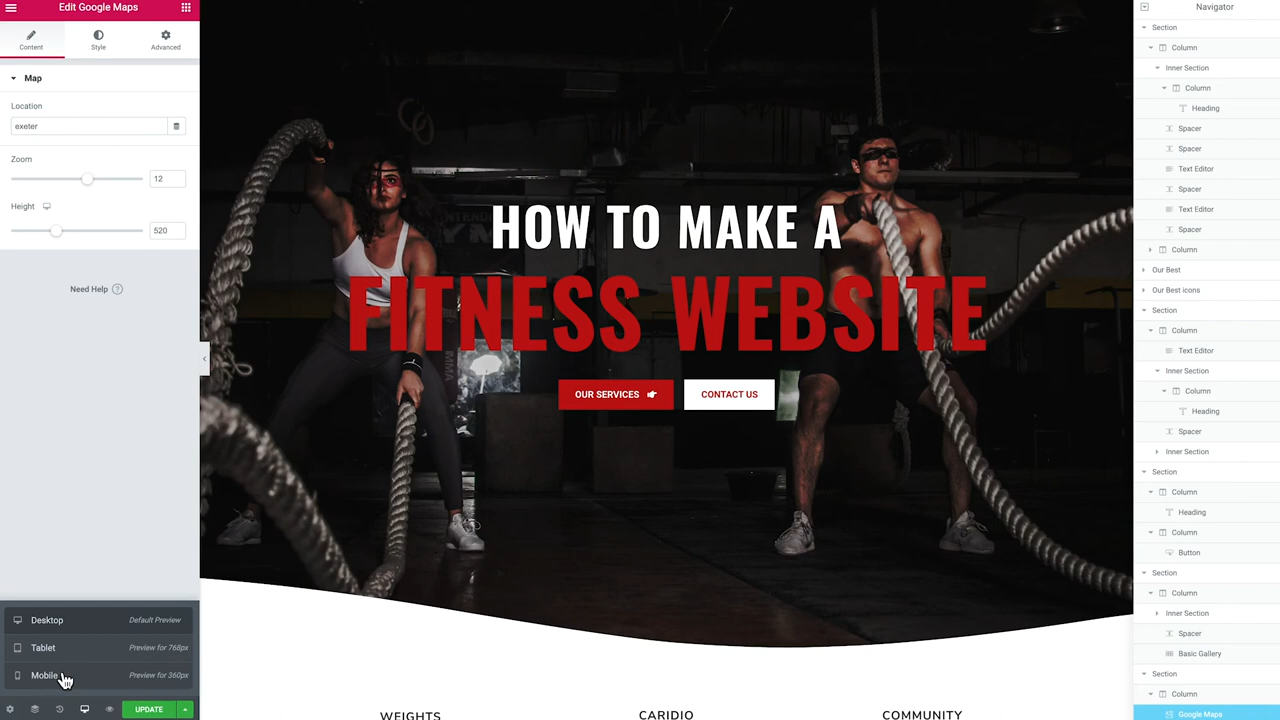 Edit Google Maps
Content
Style
Advanced
Map
Location
exeter
Zoom
12
Height
520
Need Help ?
Desktop
Default Preview
Tablet
Preview for 768px
Mobile
Preview for 360px
UPDATE
HOW TO MAKE A
FITNESS WEBSITE
OUR SERVICES
CONTACT US
WEIGHTS
CARIDIO
COMMUNITY
Navigator
Section
Column
Inner Section
Column
Heading
Spacer
Spacer
Text Editor
Spacer
Text Editor
Spacer
Column
Our Best
Our Best icons
Section
Column
Text Editor
Inner Section
Column
Heading
Spacer
Inner Section
Section
Column
Heading
Column
Button
Section
Column
Inner Section
Spacer
Basic Gallery
Section
Column
Google Maps